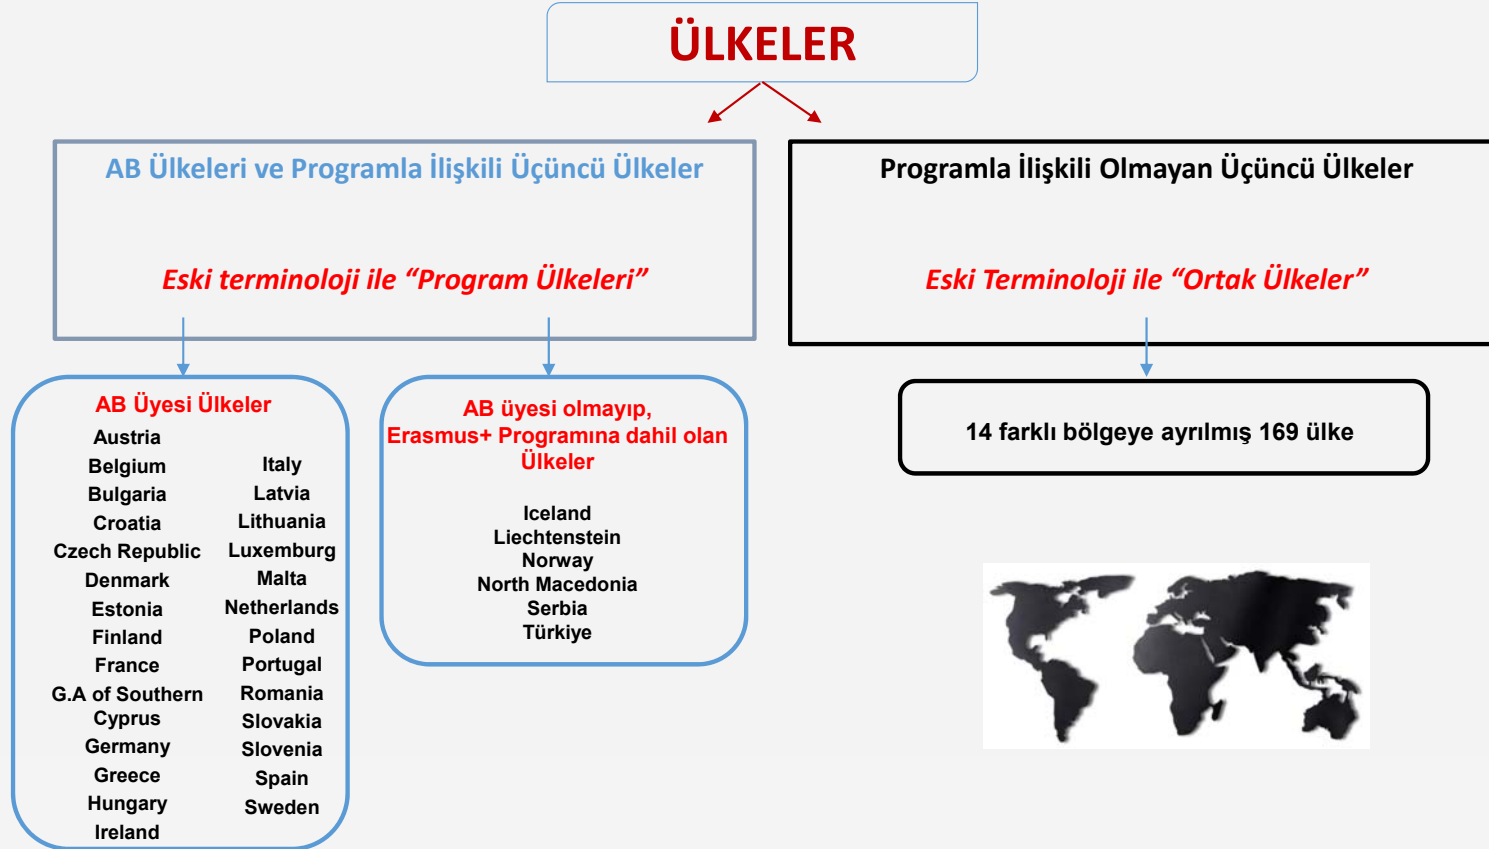 ÜLKELER
AB Ülkeleri ve Programla İlişkili Üçüncü Ülkeler
Eski terminoloji ile “Program Ülkeleri”
Programla İlişkili Olmayan Üçüncü Ülkeler
Eski Terminoloji ile “Ortak Ülkeler”
AB Üyesi Ülkeler
Austria
Belgium
Bulgaria
Croatia
Czech Republic
Denmark
Estonia
Finland
France
G.A of Southern
Cyprus
Germany
Greece
Hungary
Ireland
Italy
Latvia
Lithuania
Luxemburg
Malta
Netherlands
Poland
Portugal
Romania
Slovakia
Slovenia
Spain
Sweden
AB üyesi olmayıp,
Erasmus+ Programına dahil olan
Ülkeler
Iceland
Liechtenstein
Norway
North Macedonia
Serbia
Türkiye
14 farklı bölgeye ayrılmış 169 ülke